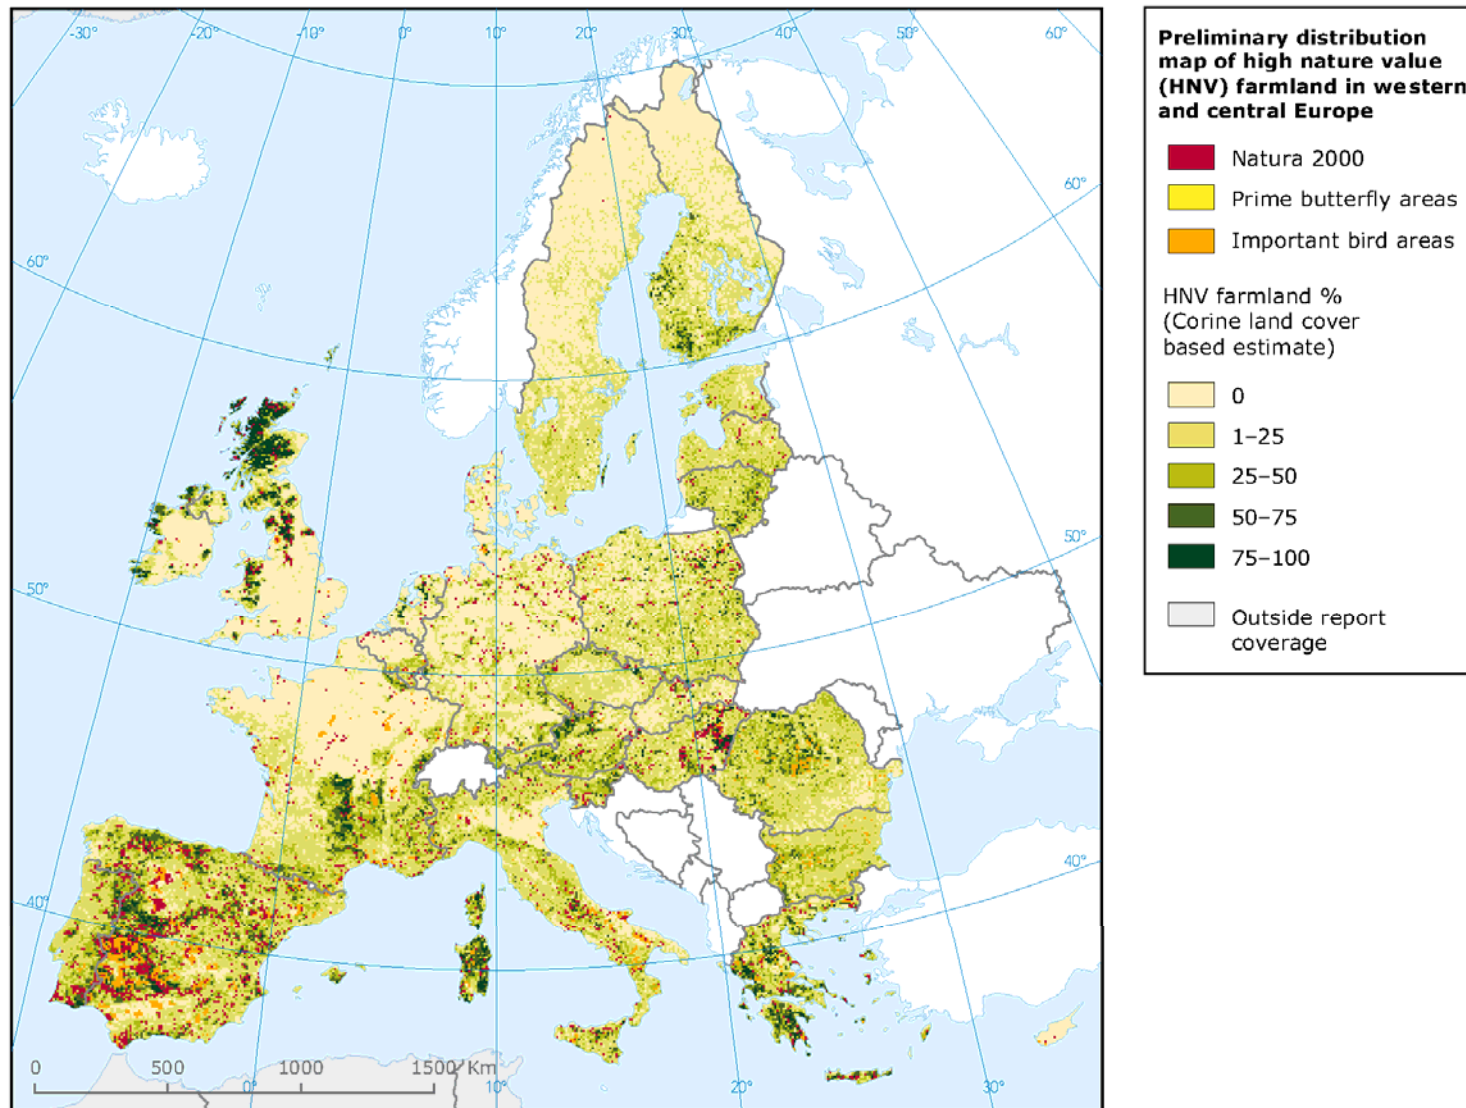 -30°
-20°
-10°
0°
10°
20°
30°
40°
50°
60°
60°
60°
50°
50°
40°
40°
0
500
1000
1500 Km
0°
10°
20°
30°
Preliminary distribution
map of high nature value
(HNV) farmland in western
and central Europe
Natura 2000
Prime butterfly areas
Important bird areas
HNV farmland %
(Corine land cover
based estimate)
0
1–25
25–50
50–75
75–100
Outside report
coverage